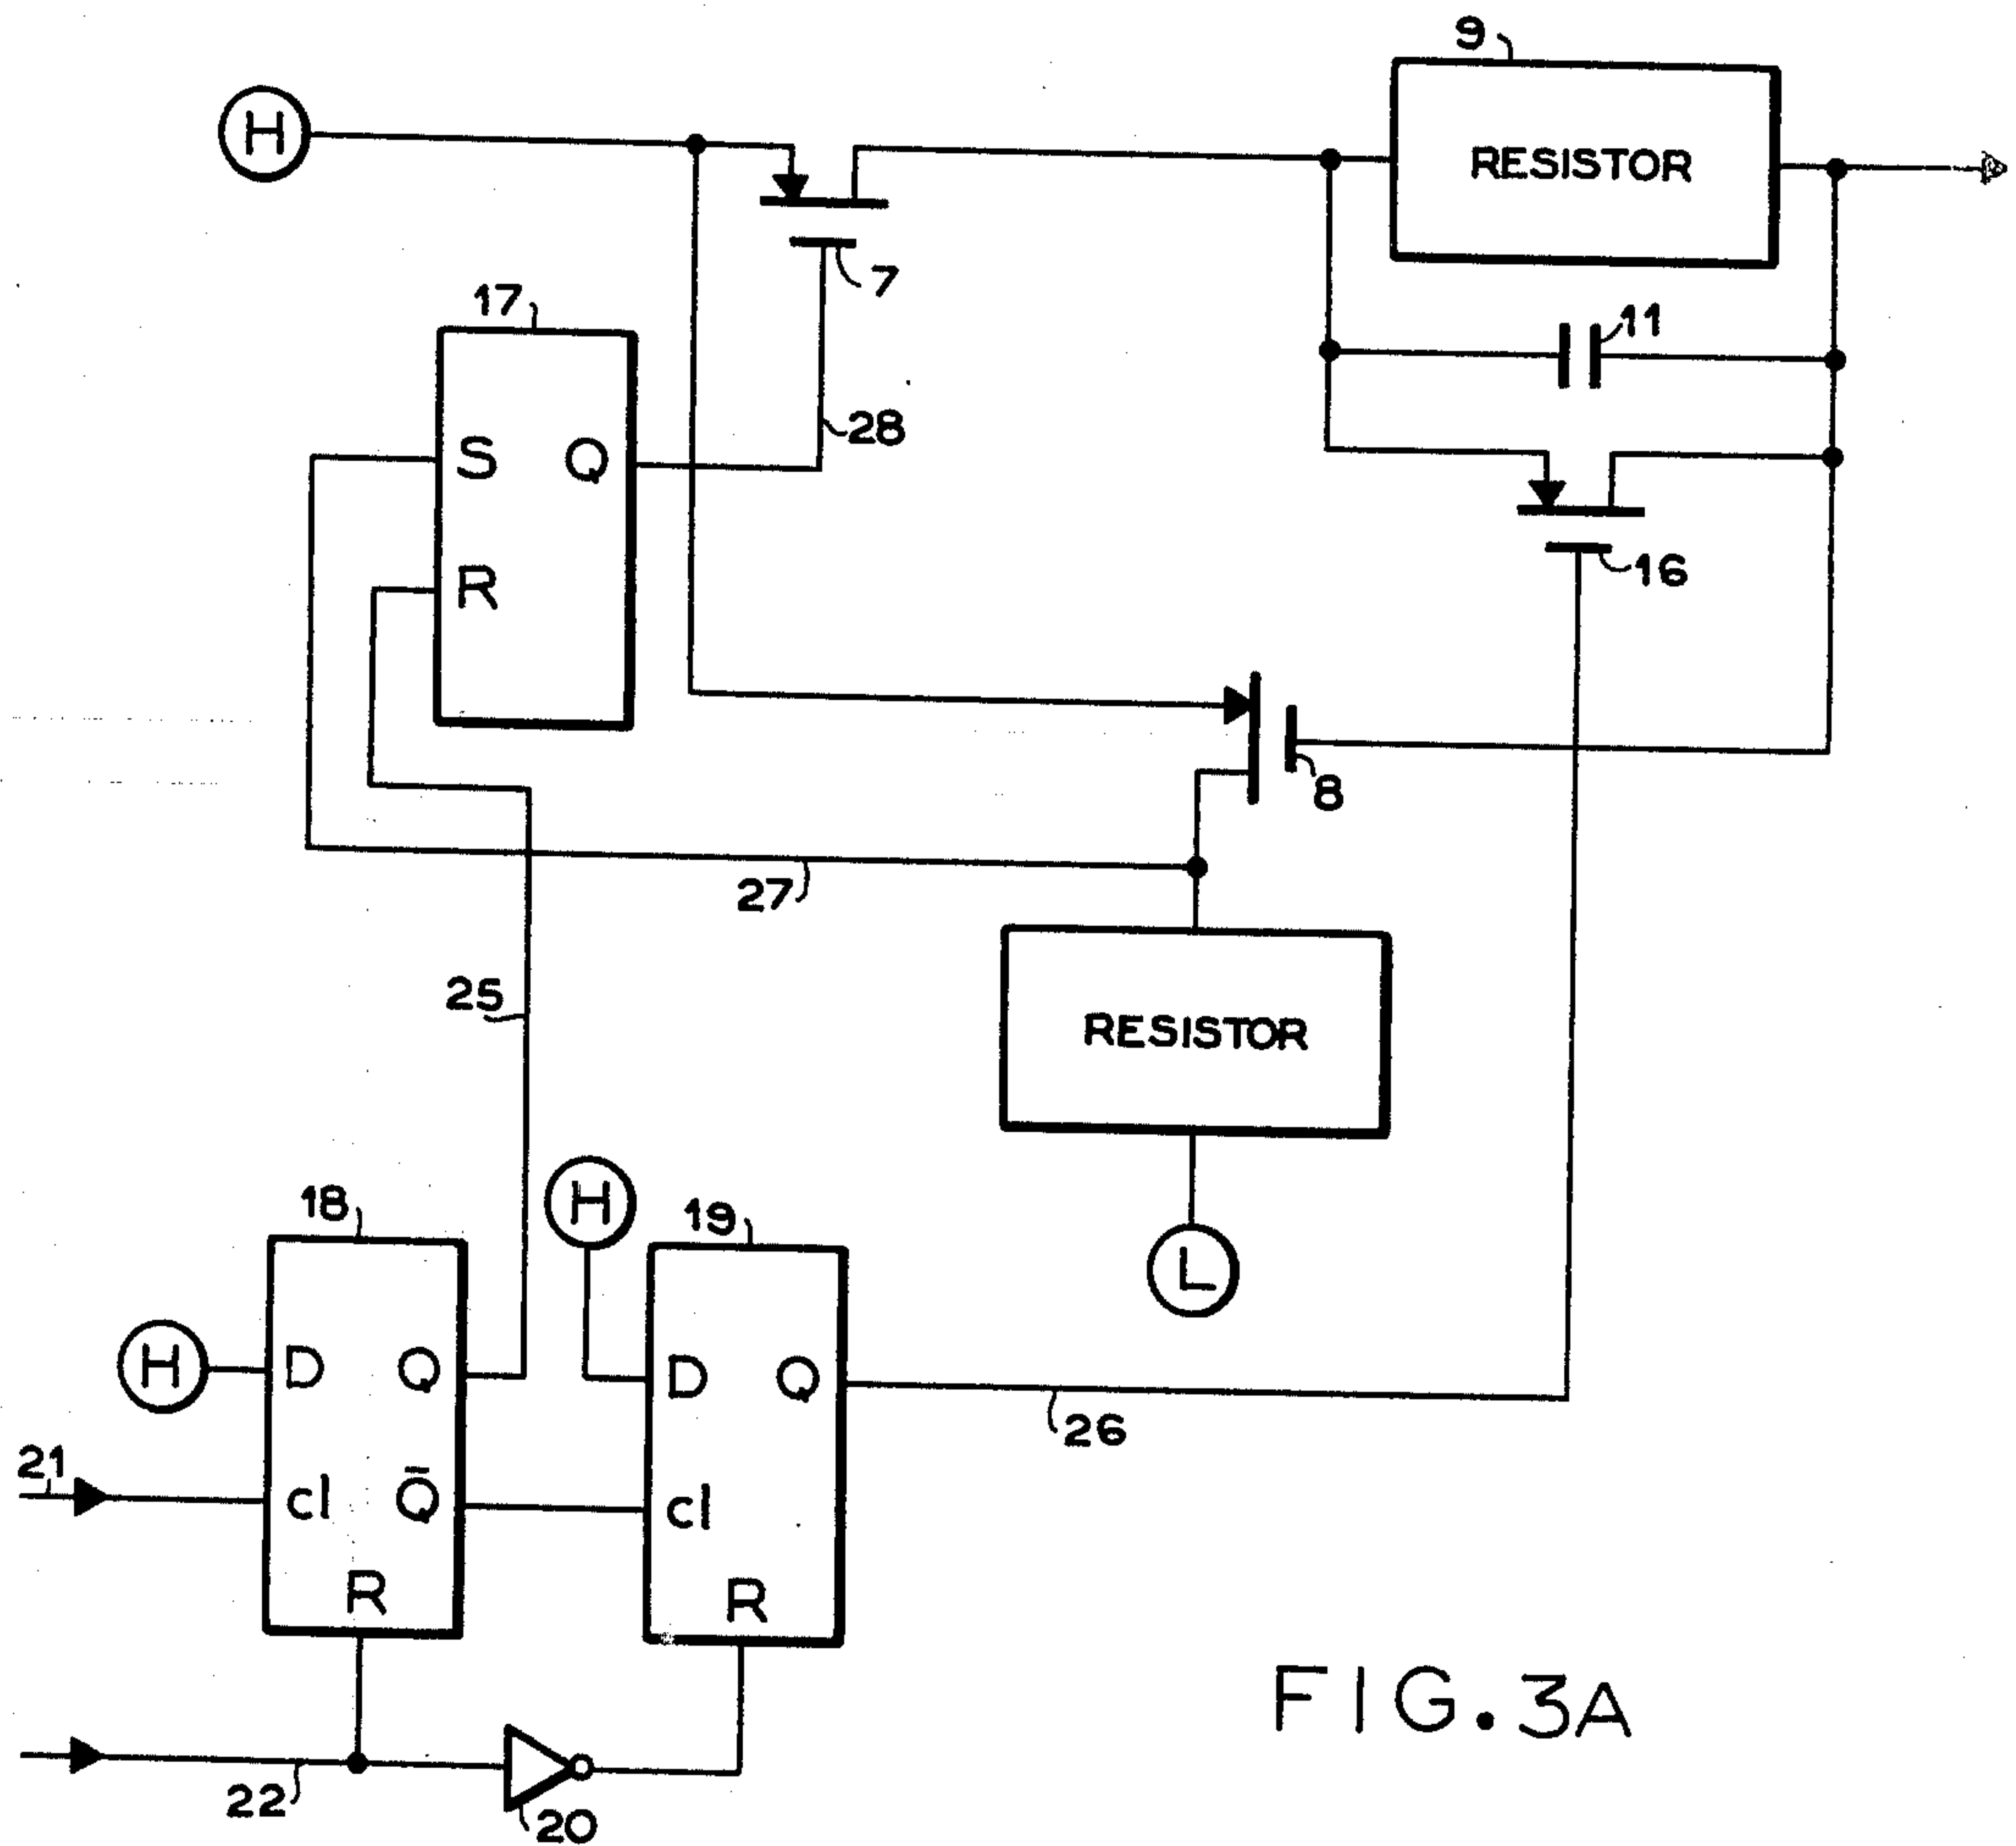 9
H
RESISTOR
7
17
11
28
S Q
16
R
8
27
25
RESISTOR
18
H
19
L
D Q
H
D Q
26
21
cl Q̄
cl
R
R
22
20
FIG.3A